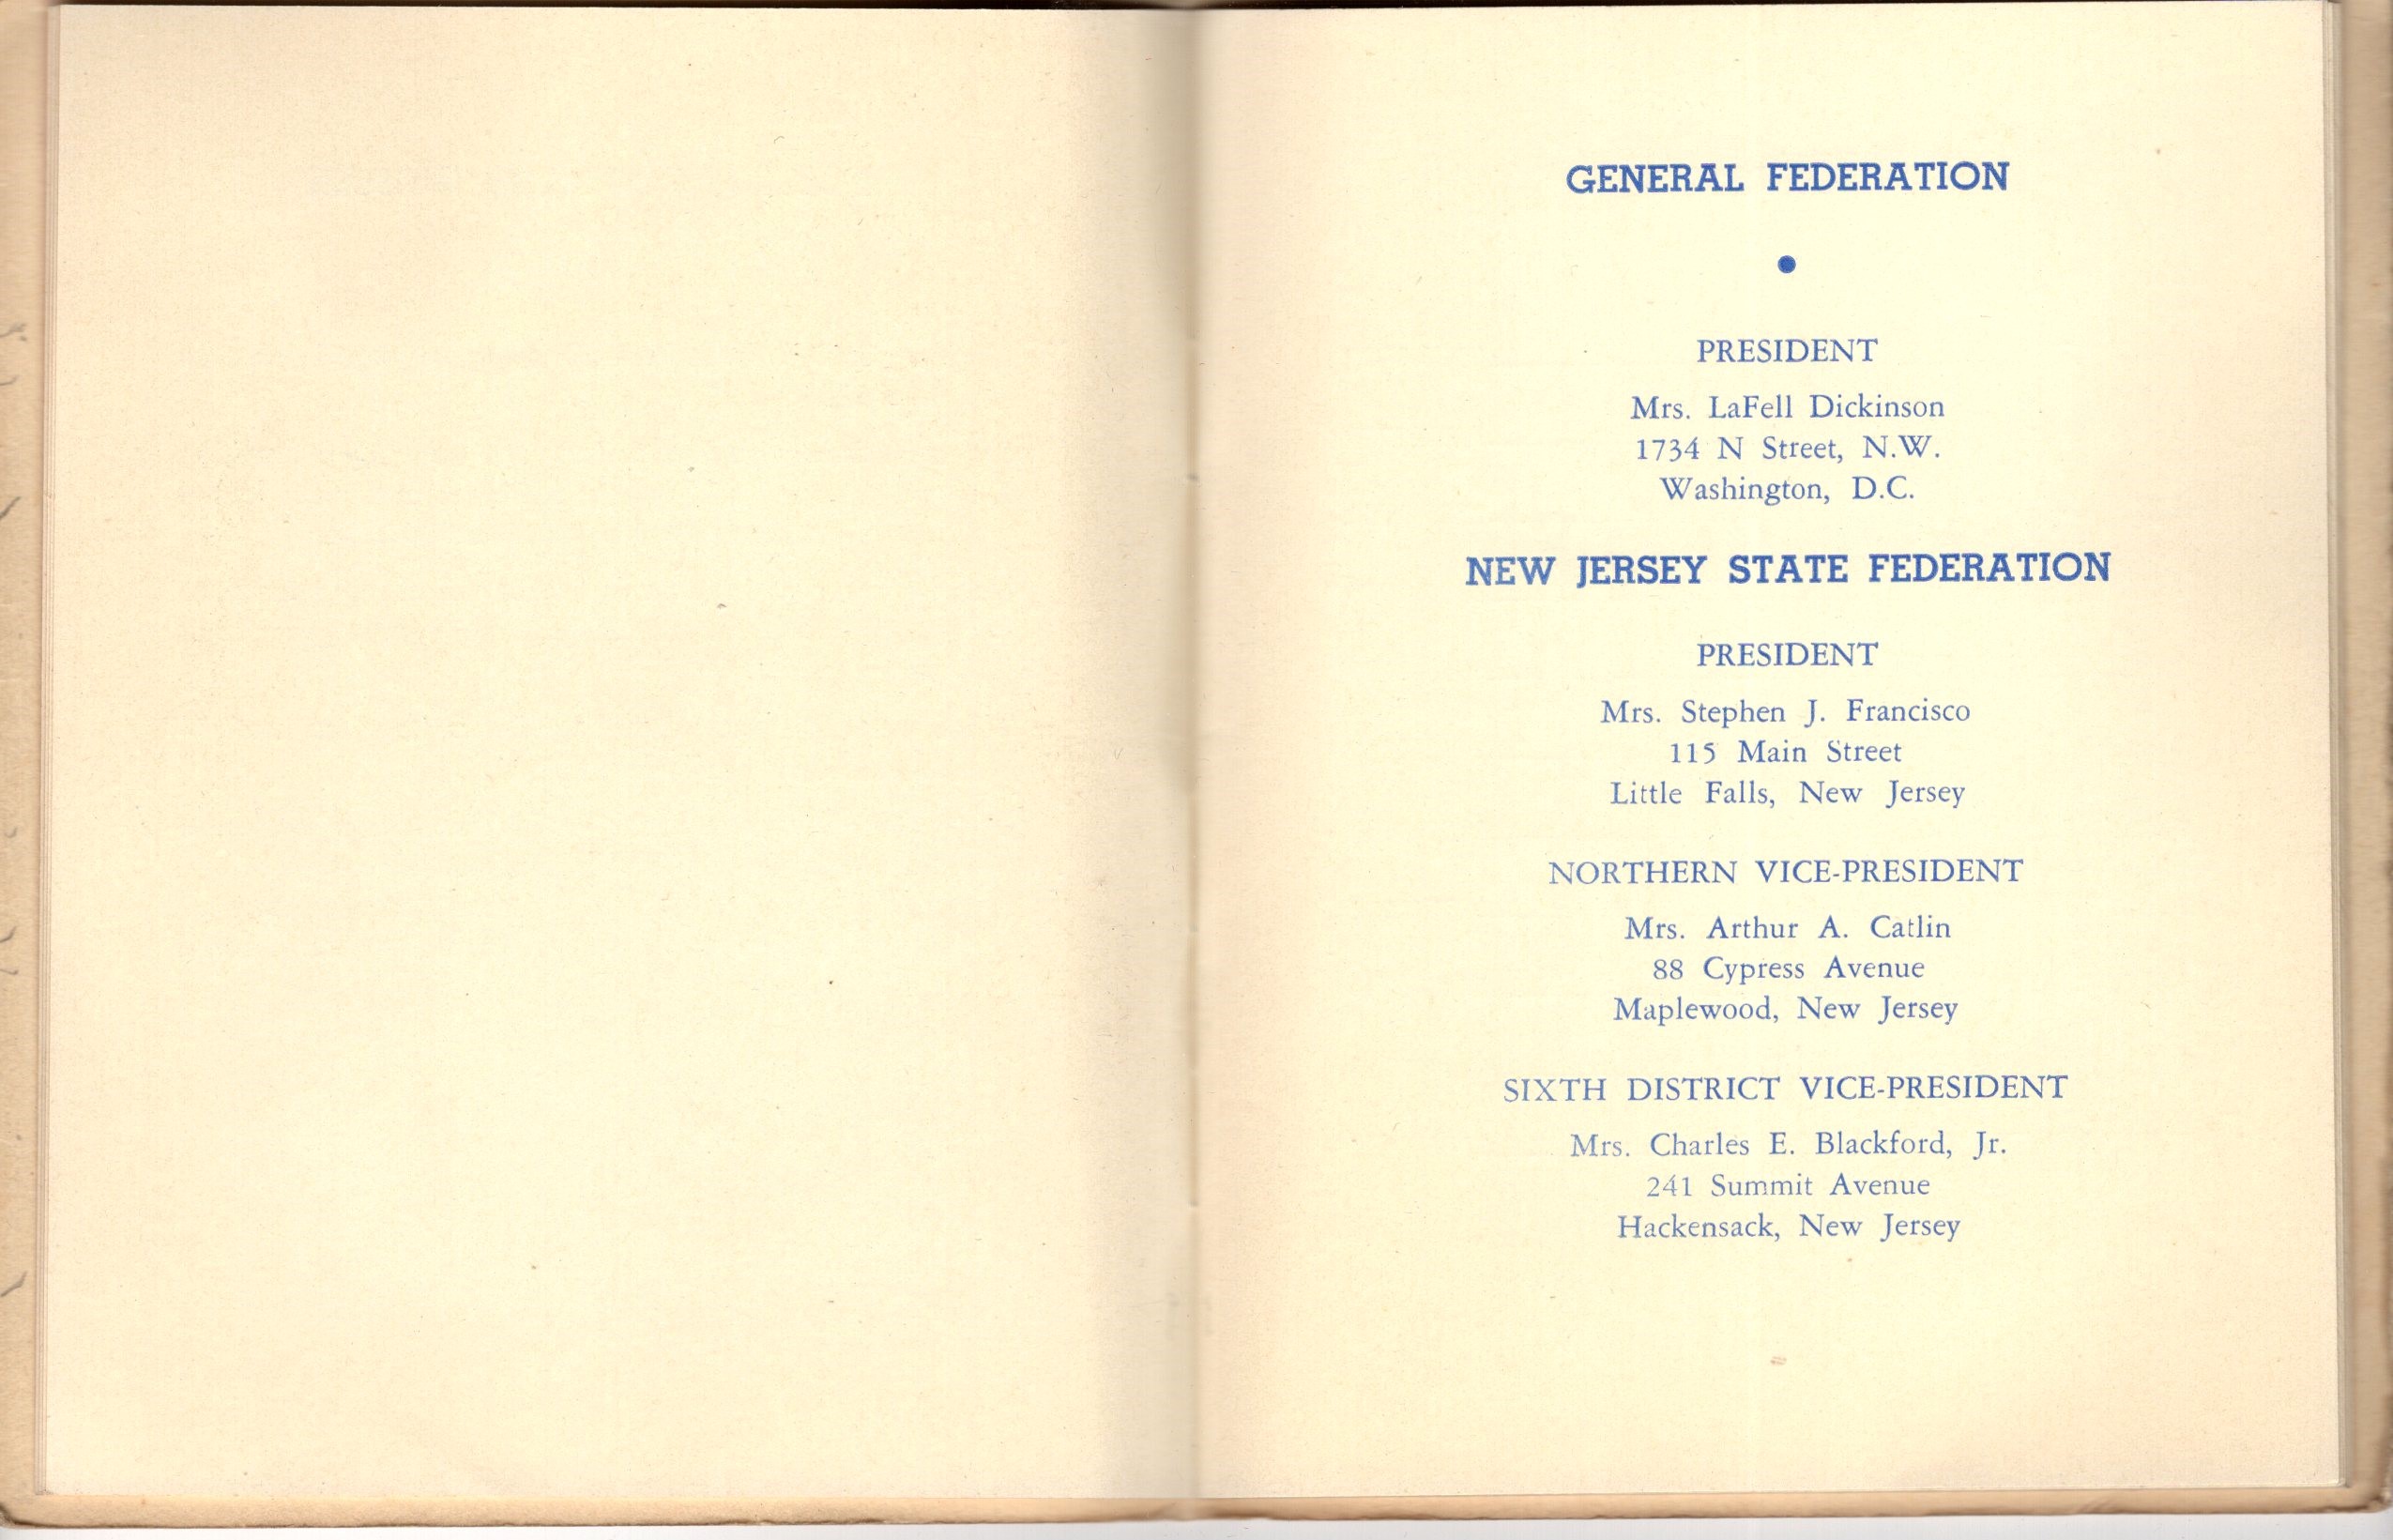 GENERAL FEDERATION
PRESIDENT
Mrs. LaFell Dickinson
1734 N Street, N.W.
Washington, D.C.
NEW JERSEY STATE FEDERATION
PRESIDENT
Mrs. Stephen J. Francisco
115 Main Street
Little Falls, New Jersey
NORTHERN VICE-PRESIDENT
Mrs. Arthur A. Catlin
88 Cypress Avenue
Maplewood, New Jersey
SIXTH DISTRICT VICE-PRESIDENT
Mrs. Charles E. Blackford, Jr.
241 Summit Avenue
Hackensack, New Jersey